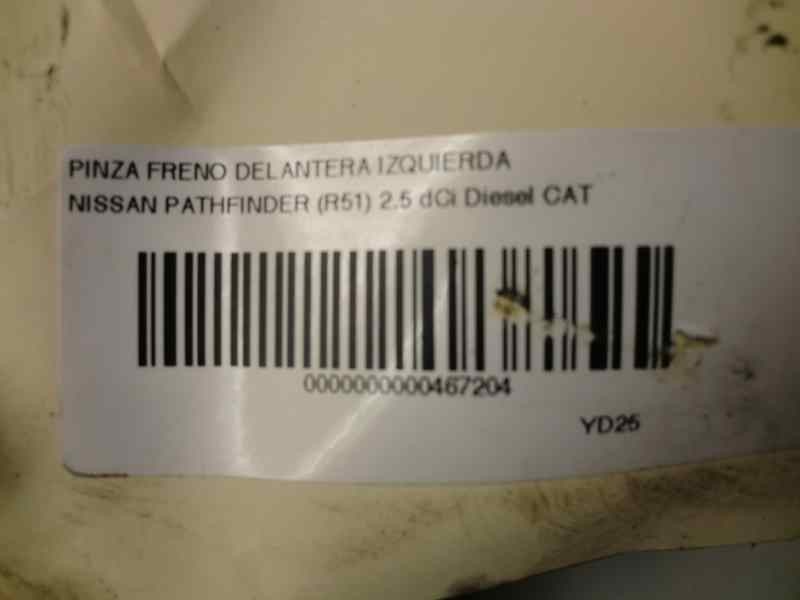 PINZA FRENO DELANTERA IZQUIERDA
NISSAN PATHFINDER (R51) 2.5 dCi Diesel CAT
0000000000467204
YD25